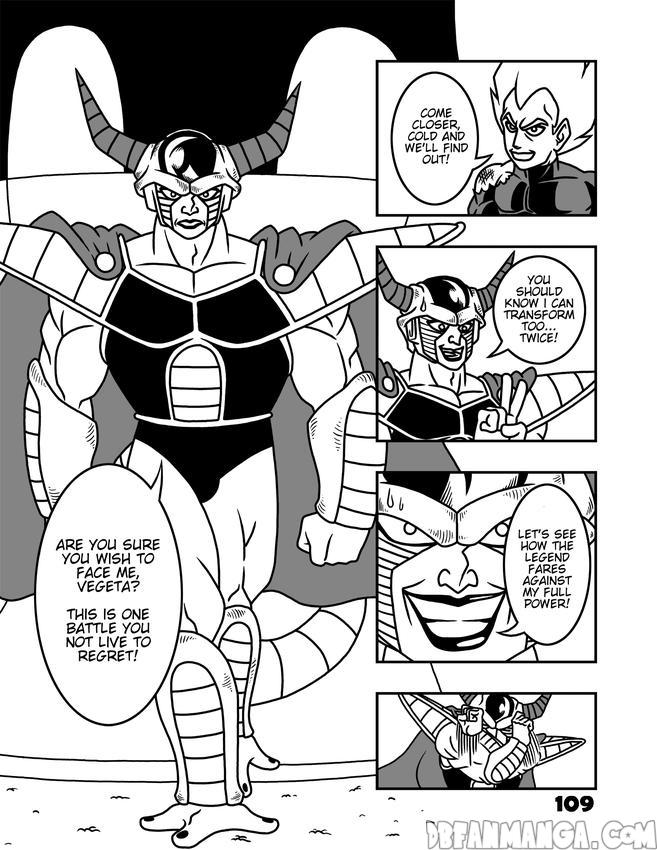 ARE YOU SURE
YOU WISH TO
FACE ME,
VEGETA?
THIS IS ONE
BATTLE YOU
NOT LIVE TO
REGRET!
COME
CLOSER,
COLD AND
WE'LL FIND
OUT!
YOU
SHOULD
KNOW I CAN
TRANSFORM
TOO...
TWICE!
LET'S SEE
HOW THE
LEGEND
FARES
AGAINST
MY FULL
POWER!
109
DBFANMANGA.COM